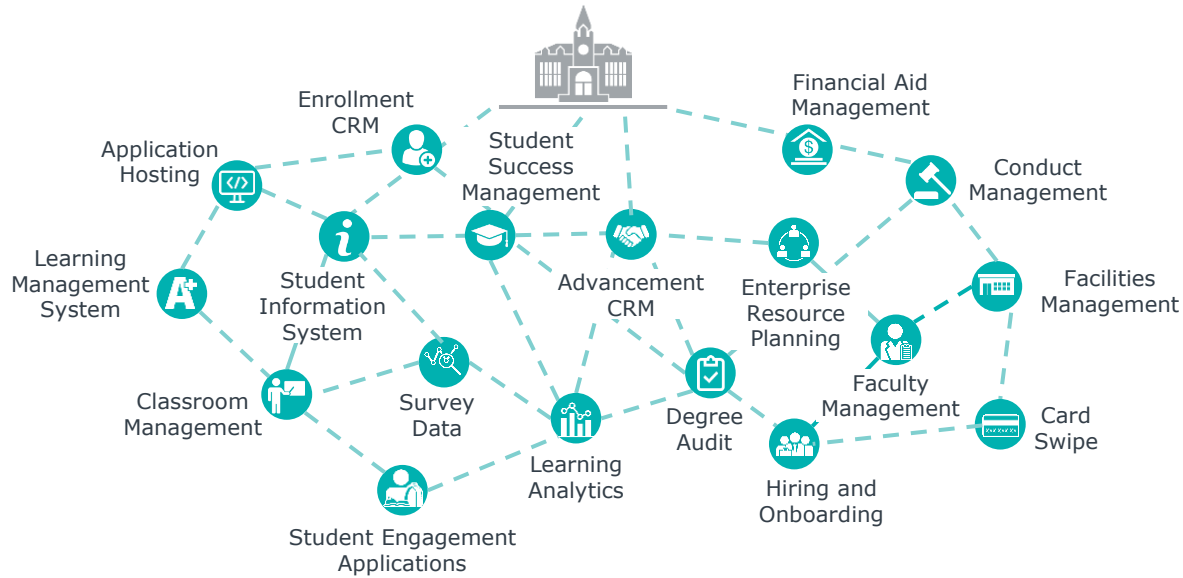 Financial Aid
Management
Enrollment
CRM
Student
Success
Management
Application
Hosting
Conduct
Management
Learning
Management
System
Student
Information
System
Advancement
CRM
Enterprise
Resource
Planning
Facilities
Management
Classroom
Management
Survey
Data
Degree
Audit
Faculty
Management
Card
Swipe
Learning
Analytics
Hiring and
Onboarding
Student Engagement
Applications